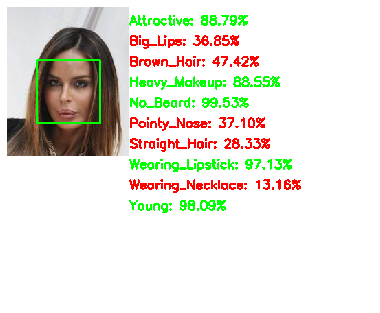 Attractive: 88.79%
Big_Lips: 36.85%
Brown_Hair: 47.42%
Heavy_Makeup: 88.55%
No_Beard: 99.53%
Pointy_Nose: 37.10%
Straight_Hair: 28.33%
Wearing_Lipstick: 97.13%
Wearing_Necklace: 13.16%
Young: 98.09%